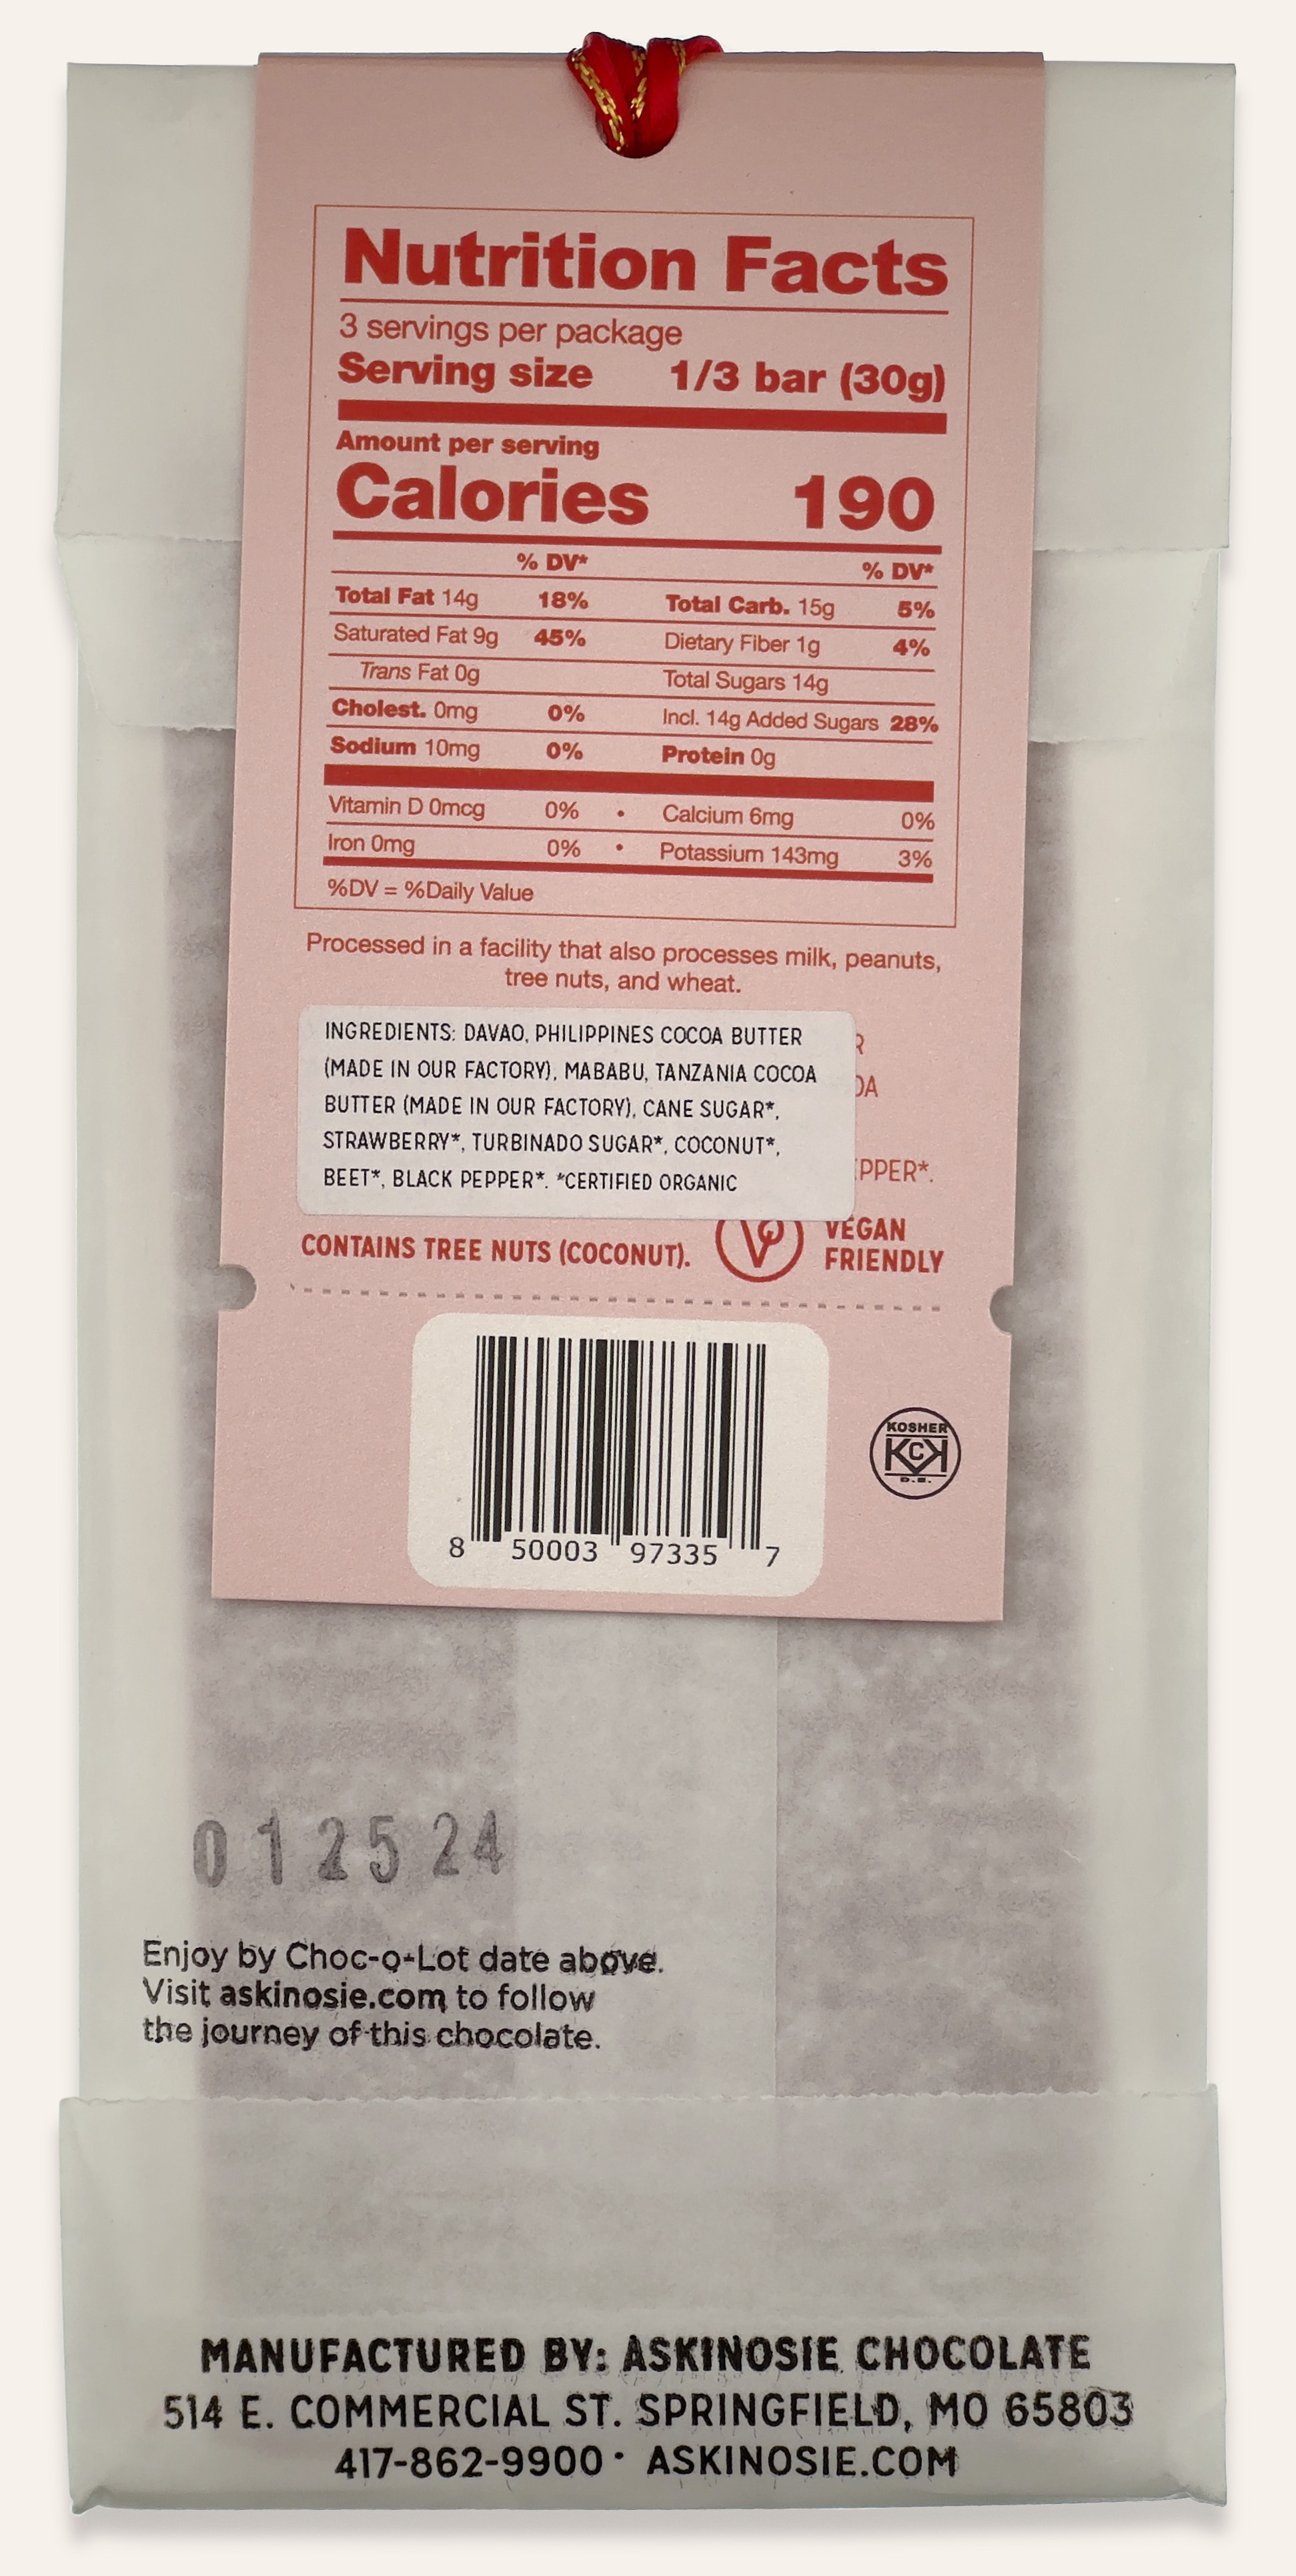 Nutrition Facts
3 servings per package
Serving size 1/3 bar (30g)
Amount per serving
Calories 190
% DV* % DV*
Total Fat 14g 18% Total Carb. 15g 5%
Saturated Fat 9g 45% Dietary Fiber 1g 4%
Trans Fat 0g Total Sugars 14g
Cholest. 0mg 0% Incl. 14g Added Sugars 28%
Sodium 10mg 0% Protein 0g
Vitamin D 0mcg 0% • Calcium 6mg 0%
Iron 0mg 0% • Potassium 143mg 3%
%DV = %Daily Value
Processed in a facility that also processes milk, peanuts,
tree nuts, and wheat.
INGREDIENTS: DAVAO, PHILIPPINES COCOA BUTTER
(MADE IN OUR FACTORY), MABABU, TANZANIA COCOA
BUTTER (MADE IN OUR FACTORY), CANE SUGAR*,
STRAWBERRY*, TURBINADO SUGAR*, COCONUT*,
BEET*, BLACK PEPPER*. *CERTIFIED ORGANIC
CONTAINS TREE NUTS (COCONUT).
VEGAN
FRIENDLY
8 50003 97335 7
KOSHER
KCK
D.E.
012524
Enjoy by Choc-o-Lot date above.
Visit askinosie.com to follow
the journey of this chocolate.
MANUFACTURED BY: ASKINOSIE CHOCOLATE
514 E. COMMERCIAL ST. SPRINGFIELD, MO 65803
417-862-9900 · ASKINOSIE.COM